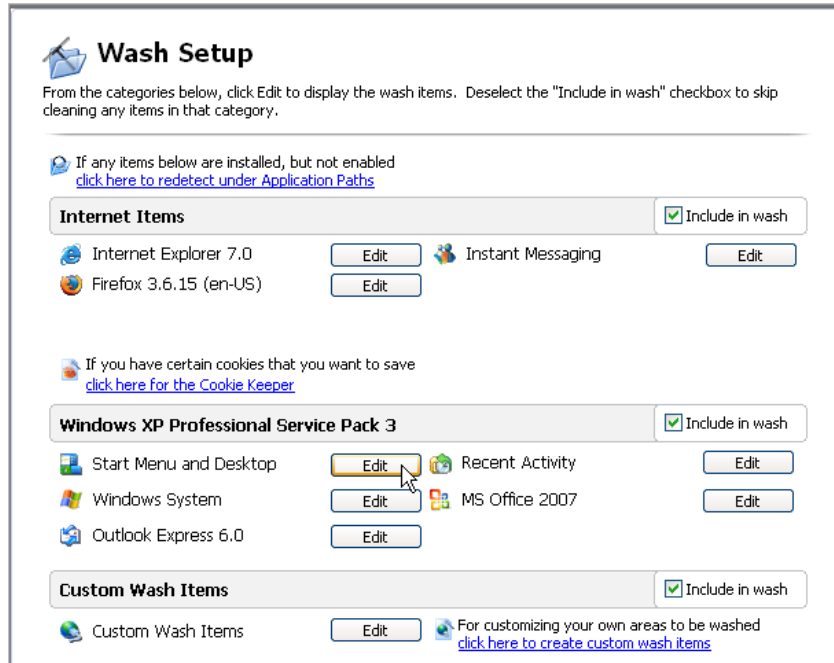 Wash Setup
From the categories below, click Edit to display the wash items. Deselect the "Include in wash" checkbox to skip
cleaning any items in that category.
If any items below are installed, but not enabled
click here to redetect under Application Paths
Internet Items
Include in wash
Internet Explorer 7.0
Edit
Instant Messaging
Edit
Firefox 3.6.15 (en-US)
Edit
If you have certain cookies that you want to save
click here for the Cookie Keeper
Windows XP Professional Service Pack 3
Include in wash
Start Menu and Desktop
Edit
Recent Activity
Edit
Windows System
Edit
MS Office 2007
Edit
Outlook Express 6.0
Edit
Custom Wash Items
Include in wash
Custom Wash Items
Edit
For customizing your own areas to be washed
click here to create custom wash items